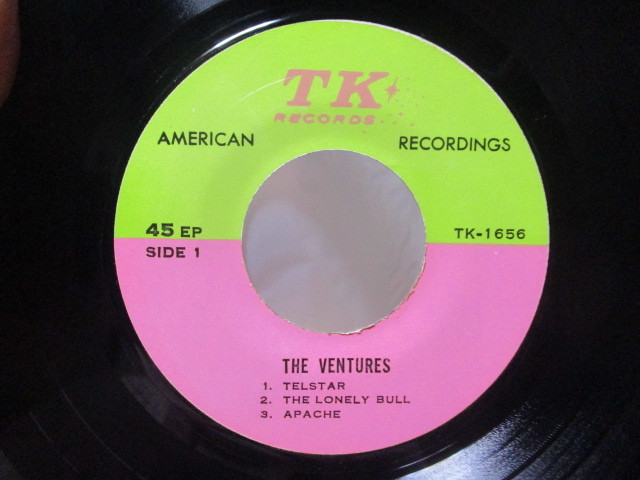 TK
RECORDS
AMERICAN RECORDINGS
45 EP TK-1656
SIDE 1
THE VENTURES
1. TELSTAR
2. THE LONELY BULL
3. APACHE